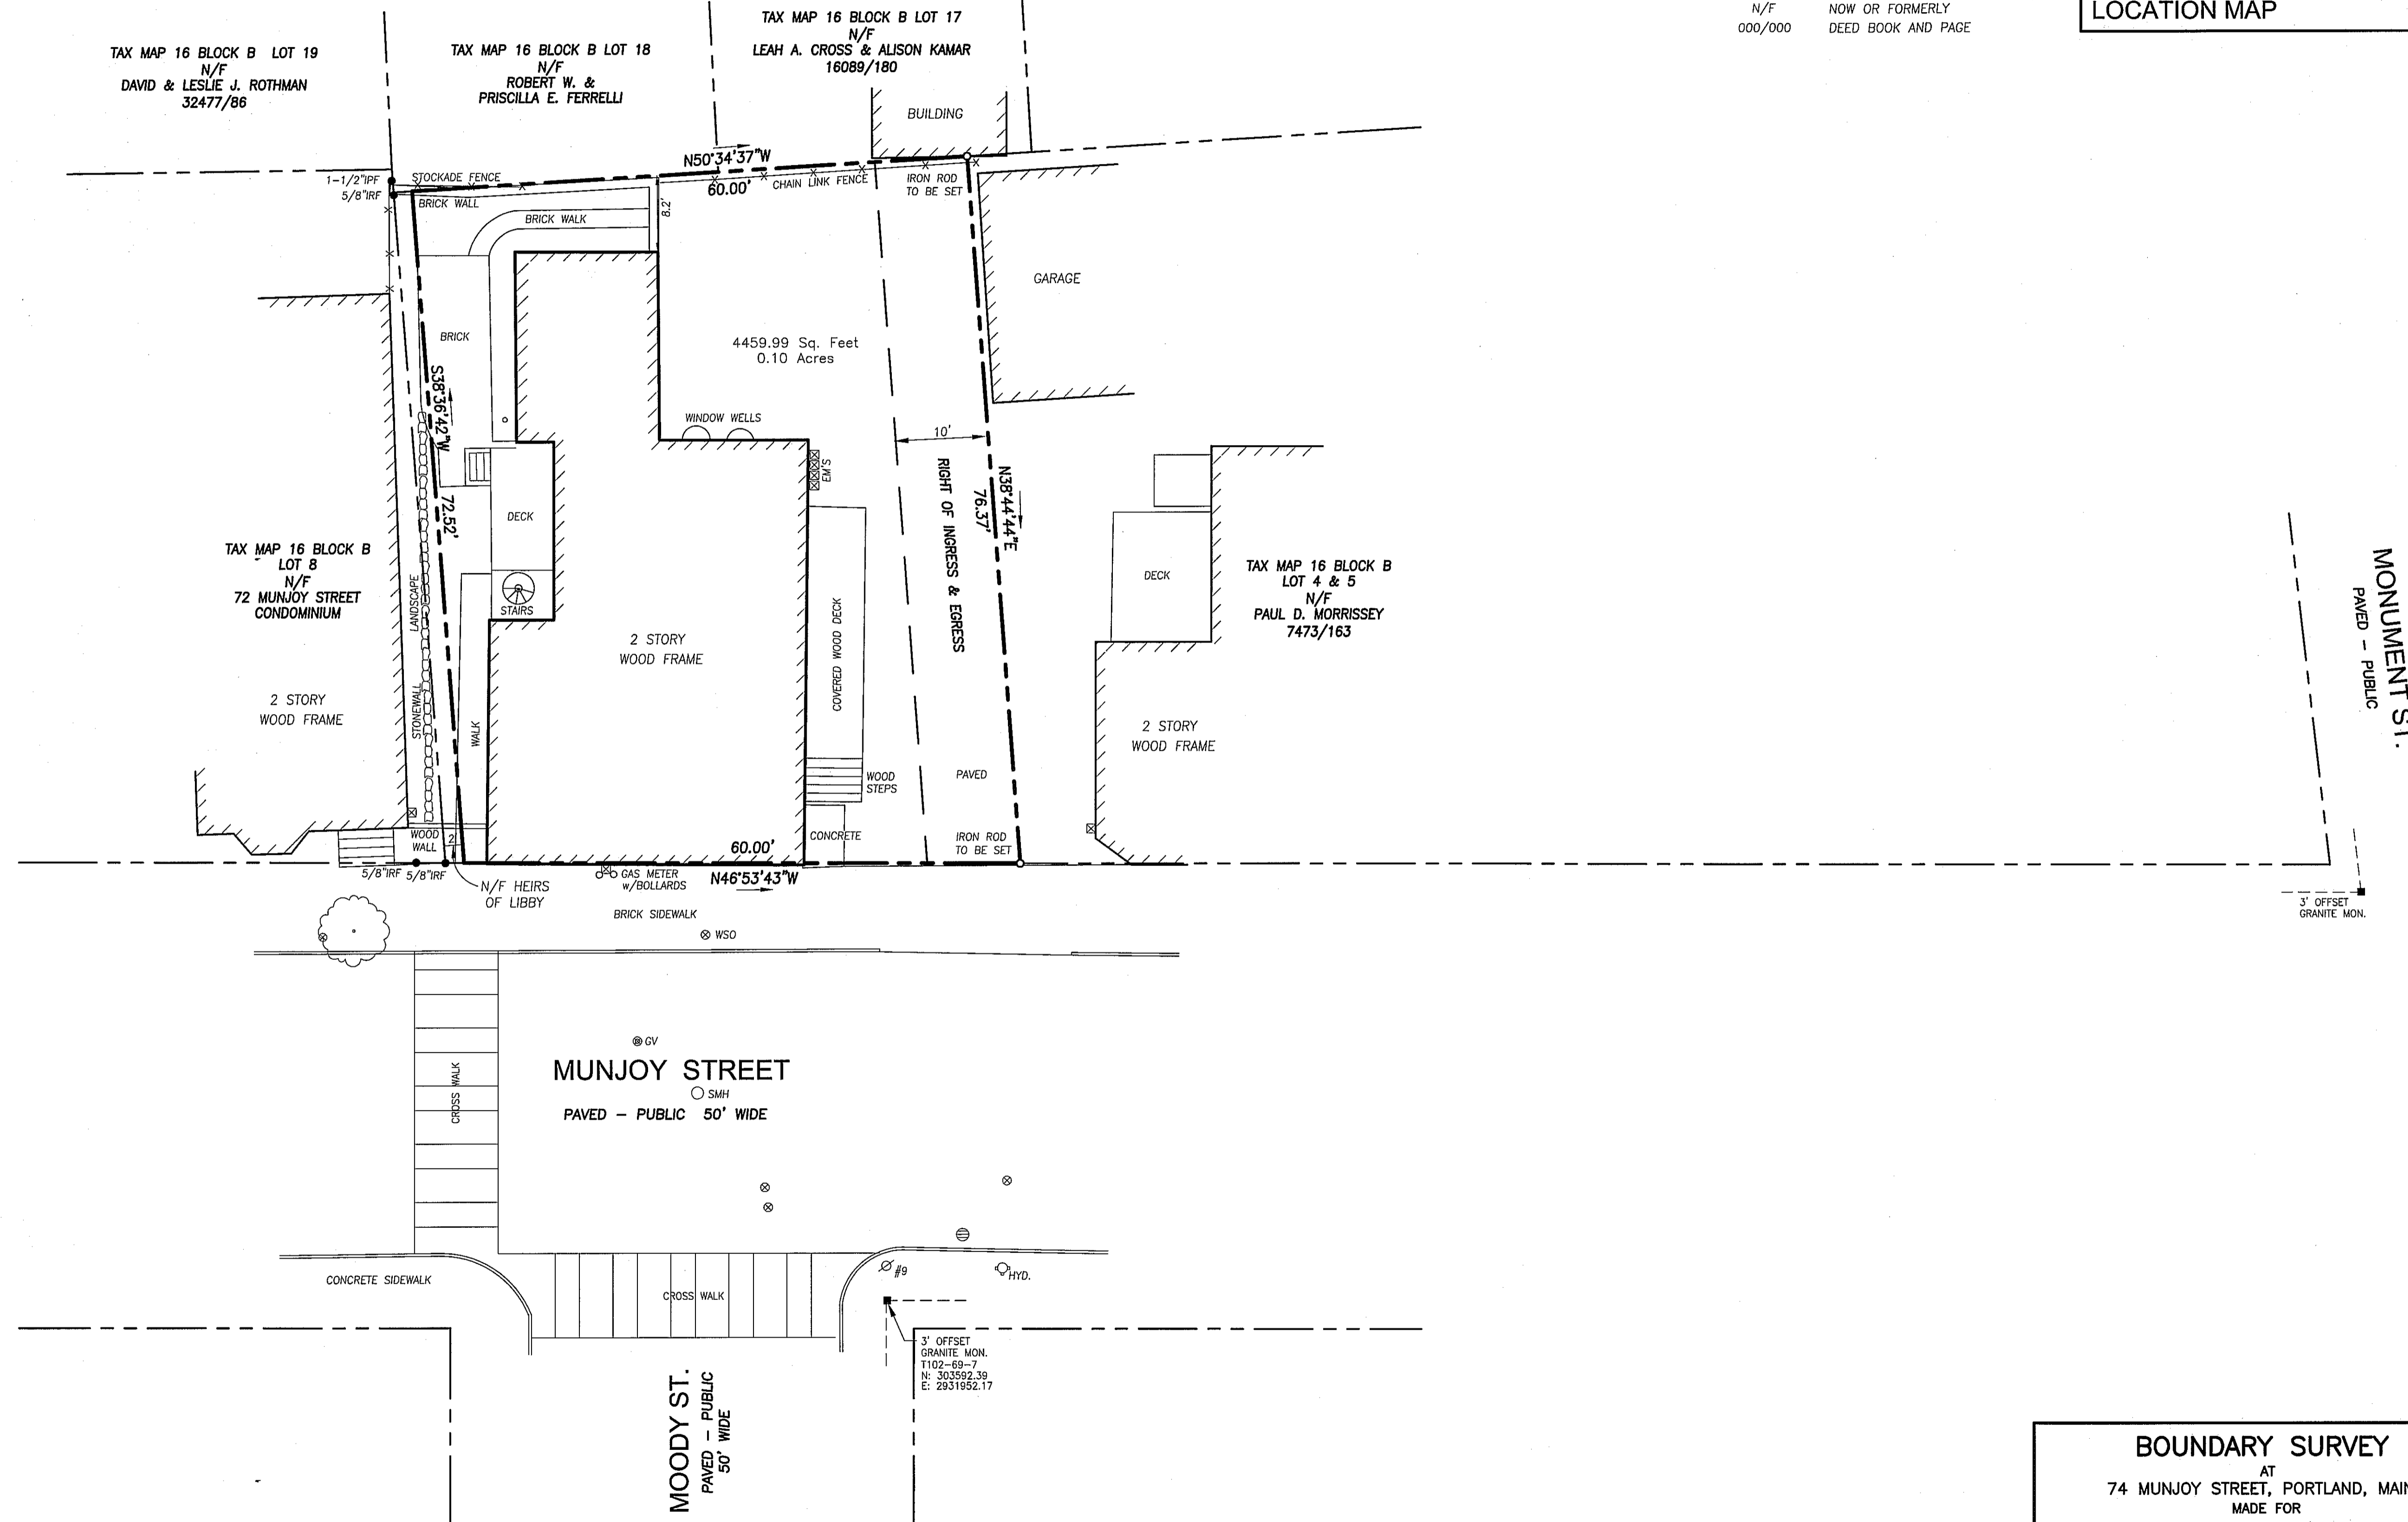 N/F NOW OR FORMERLY
000/000 DEED BOOK AND PAGE
LOCATION MAP
TAX MAP 16 BLOCK B LOT 19
N/F
DAVID & LESLIE J. ROTHMAN
32477/86
TAX MAP 16 BLOCK B LOT 18
N/F
ROBERT W. &
PRISCILLA E. FERRELLI
TAX MAP 16 BLOCK B LOT 17
N/F
LEAH A. CROSS & ALISON KAMAR
16089/180
BUILDING
N50°34'37"W
60.00'
1-1/2"IPF
5/8"IRF
STOCKADE FENCE
BRICK WALL
BRICK WALK
8.2'
CHAIN LINK FENCE
IRON ROD
TO BE SET
GARAGE
BRICK
4459.99 Sq. Feet
0.10 Acres
S38°36'42"W
72.52'
WINDOW WELLS
EM'S
10'
RIGHT OF INGRESS & EGRESS
N38°44'44"E
76.37'
DECK
STAIRS
TAX MAP 16 BLOCK B
LOT 8
N/F
72 MUNJOY STREET
CONDOMINIUM
LANDSCAPE
STONEWALL
2 STORY
WOOD FRAME
WALK
2 STORY
WOOD FRAME
COVERED WOOD DECK
WOOD
STEPS
PAVED
DECK
TAX MAP 16 BLOCK B
LOT 4 & 5
N/F
PAUL D. MORRISSEY
7473/163
2 STORY
WOOD FRAME
MONUMENT ST.
PAVED - PUBLIC
WOOD
WALL
2
CONCRETE
IRON ROD
TO BE SET
60.00'
N46°53'43"W
5/8"IRF 5/8"IRF
N/F HEIRS
OF LIBBY
GAS METER
w/BOLLARDS
BRICK SIDEWALK
WSO
3' OFFSET
GRANITE MON.
CROSS WALK
GV
MUNJOY STREET
SMH
PAVED - PUBLIC 50' WIDE
CONCRETE SIDEWALK
CROSS WALK
#9
HYD.
3' OFFSET
GRANITE MON.
T102-69-7
N: 303592.39
E: 2931952.17
MOODY ST.
PAVED - PUBLIC
50' WIDE
BOUNDARY SURVEY
AT
74 MUNJOY STREET, PORTLAND, MAIN
MADE FOR